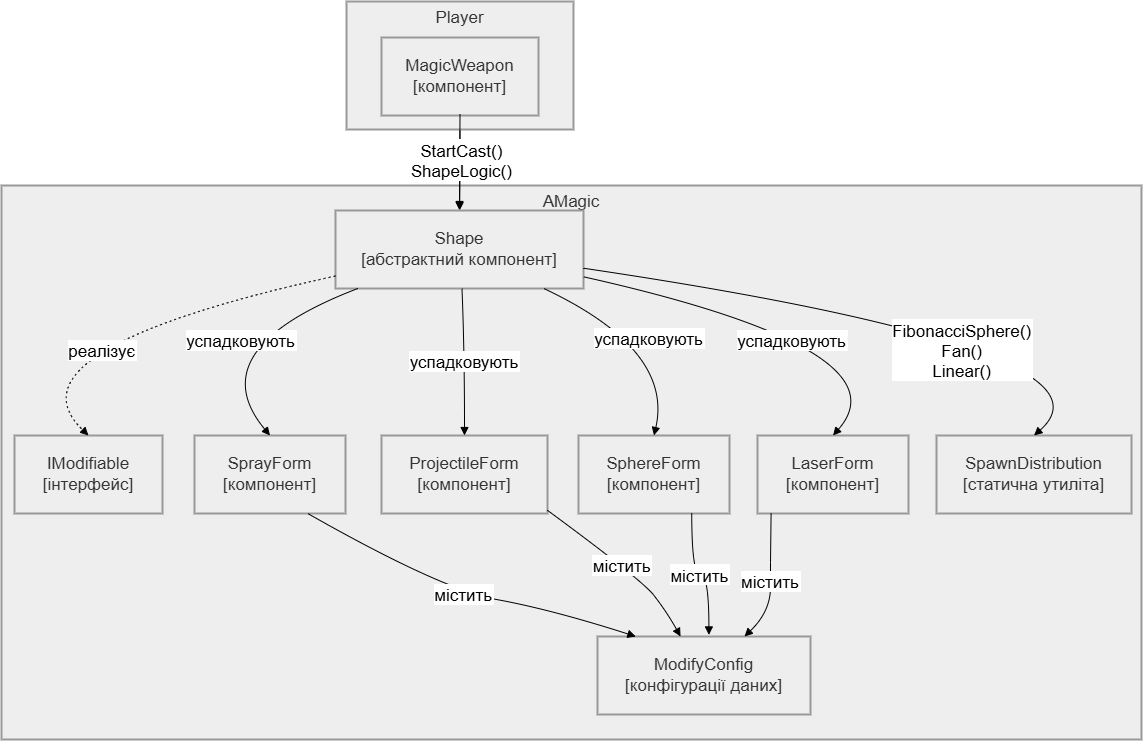 Player
MagicWeapon
[компонент]
StartCast()
ShapeLogic()
AMagic
Shape
[абстрактний компонент]
реалізує
успадковують
успадковують
успадковують
успадковують
FibonacciSphere()
Fan()
Linear()
IModifiable
[інтерфейс]
SprayForm
[компонент]
ProjectileForm
[компонент]
SphereForm
[компонент]
LaserForm
[компонент]
SpawnDistribution
[статична утиліта]
містить
містить
містить
містить
ModifyConfig
[конфігурації даних]